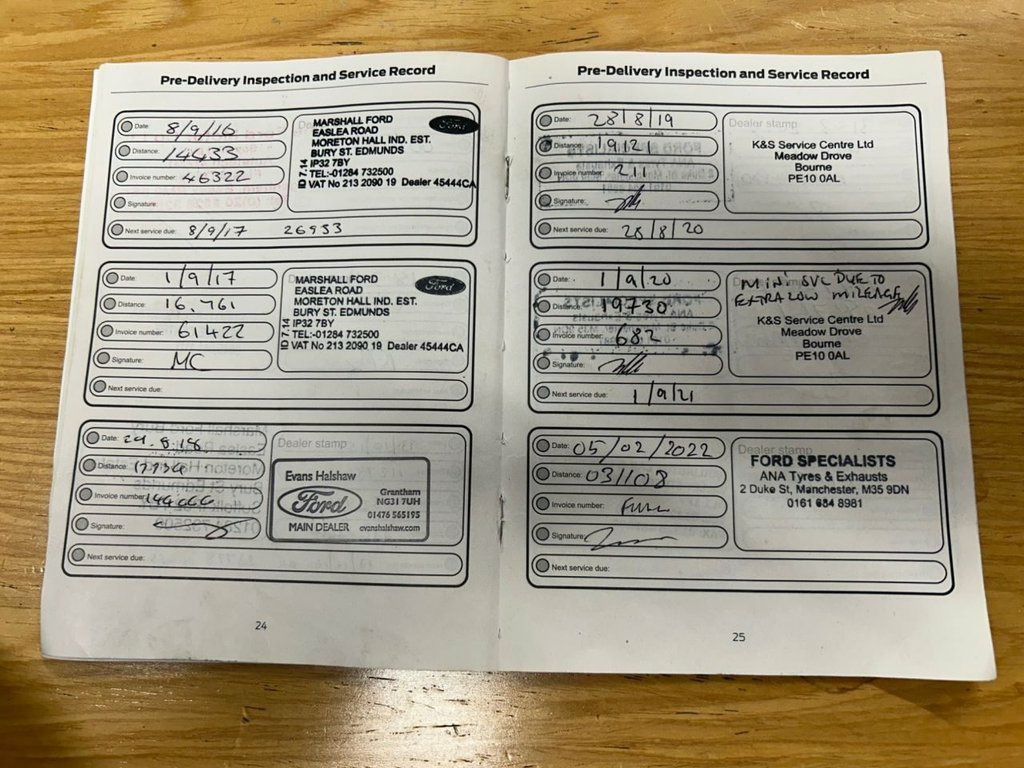 Pre-Delivery Inspection and Service Record
Date: 8/9/16
Distance: 14433
Invoice number: 46322
Signature:
Next service due: 8/9/17 26933
MARSHALL FORD
EASLEA ROAD
MORETON HALL IND. EST.
BURY ST. EDMUNDS
IP32 7BY
TEL:-01284 732500
VAT No 213 2090 19 Dealer 45444CA
ID 7.14
Ford
Date: 1/9/17
Distance: 16,761
Invoice number: 61422
Signature: MC
Next service due:
MARSHALL FORD
EASLEA ROAD
MORETON HALL IND. EST.
BURY ST. EDMUNDS
IP32 7BY
TEL:-01284 732500
VAT No 213 2090 19 Dealer 45444CA
7.14
Ford
Date: 29.8.18
Distance:
Invoice number:
Signature:
Next service due:
Dealer stamp
Evans Halshaw
Ford
MAIN DEALER
Grantham
NG31 7UH
01476 565195
evanshalshaw.com
24
Pre-Delivery Inspection and Service Record
Date: 28/8/19
Distance: 19121
Invoice number: 211
Signature:
Next service due: 28/8/20
Dealer stamp
K&S Service Centre Ltd
Meadow Drove
Bourne
PE10 0AL
Date: 1/9/20
Distance: 19730
Invoice number: 682
Signature:
Next service due: 1/9/21
MINI SVC DUE TO
EXTRA LOW MILEAGE
K&S Service Centre Ltd
Meadow Drove
Bourne
PE10 0AL
Date: 05/02/2022
Distance: 031108
Invoice number: FULL
Signature:
Next service due:
Dealer stamp
FORD SPECIALISTS
ANA Tyres & Exhausts
2 Duke St, Manchester, M35 9DN
0161 684 8981
25